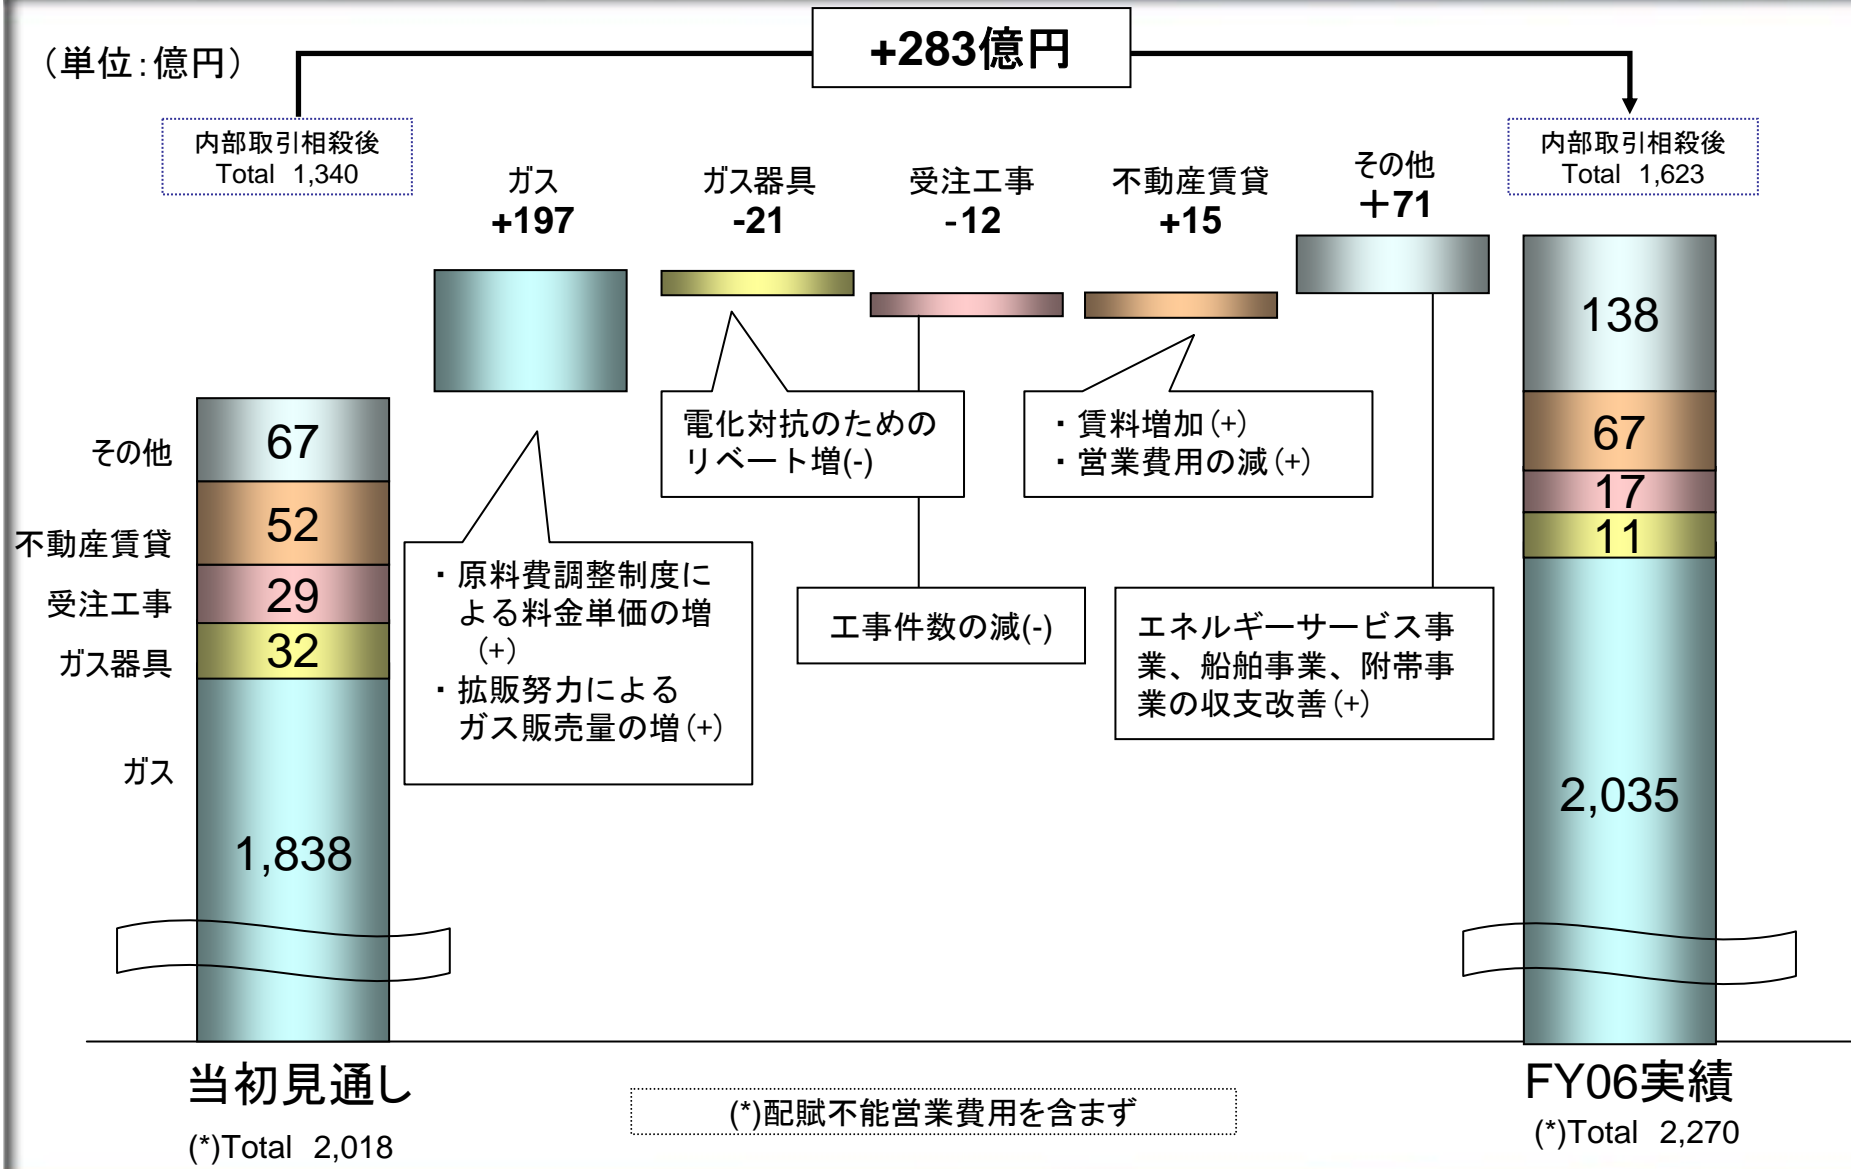 +283億円
（単位：億円）
内部取引相殺後
Total 1,340
内部取引相殺後
Total 1,623
ガス
+197
ガス器具
-21
受注工事
-12
不動産賃貸
+15
その他
＋71
その他
不動産賃貸
受注工事
ガス器具
ガス
67
52
29
32
1,838
・原料費調整制度に
よる料金単価の増
（+）
・拡販努力による
ガス販売量の増（+）
電化対抗のための
リベート増(-)
工事件数の減(-)
・賃料増加（+）
・営業費用の減（+）
エネルギーサービス事
業、船舶事業、附帯事
業の収支改善（+）
138
67
17
11
2,035
当初見通し
(*)Total 2,018
(*)配賦不能営業費用を含まず
FY06実績
(*)Total 2,270